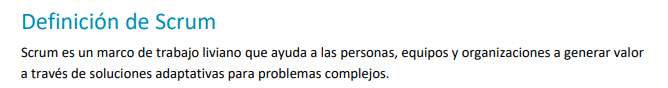 Definición de Scrum
Scrum es un marco de trabajo liviano que ayuda a las personas, equipos y organizaciones a generar valor
a través de soluciones adaptativas para problemas complejos.